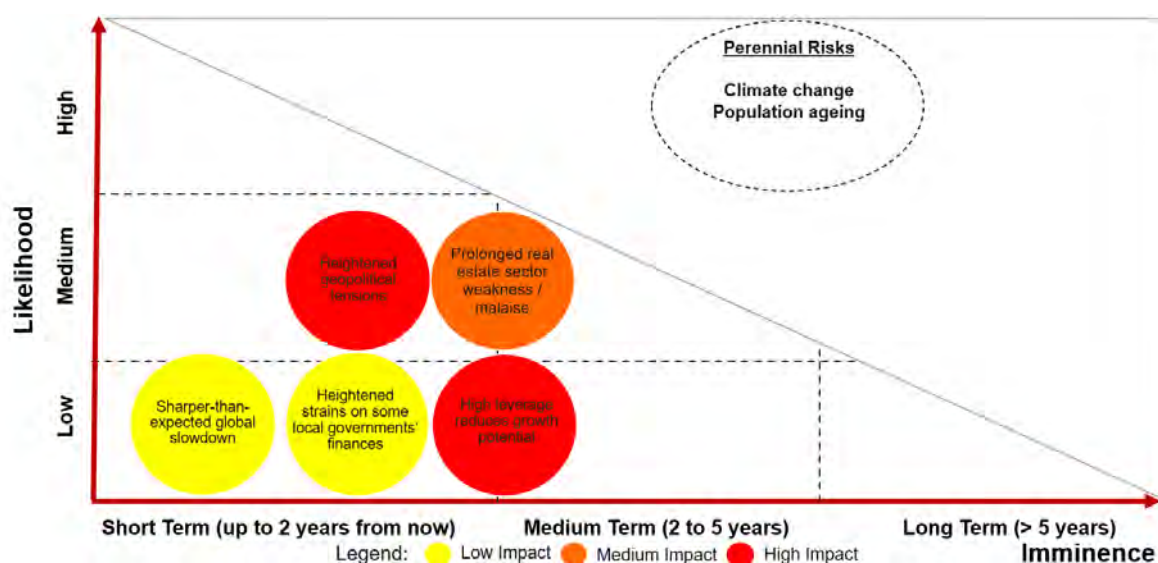 Perennial Risks
Climate change
Population ageing
High
Medium
Low
Likelihood
Heightened
geopolitical
tensions
Prolonged real
estate sector
weakness /
malaise
Sharper-than-
expected global
slowdown
Heightened
strains on some
local governments'
finances
High leverage
reduces growth
potential
Short Term (up to 2 years from now)
Medium Term (2 to 5 years)
Long Term (> 5 years)
Legend:
Low Impact
Medium Impact
High Impact
Imminence